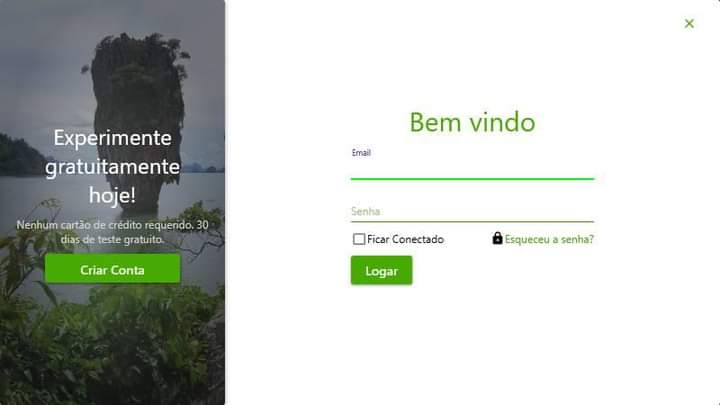 Experimente
gratuitamente
hoje!
Nenhum cartão de crédito requerido. 30
dias de teste gratuito.
Criar Conta
Bem vindo
Email
Senha
Ficar Conectado
Esqueceu a senha?
Logar